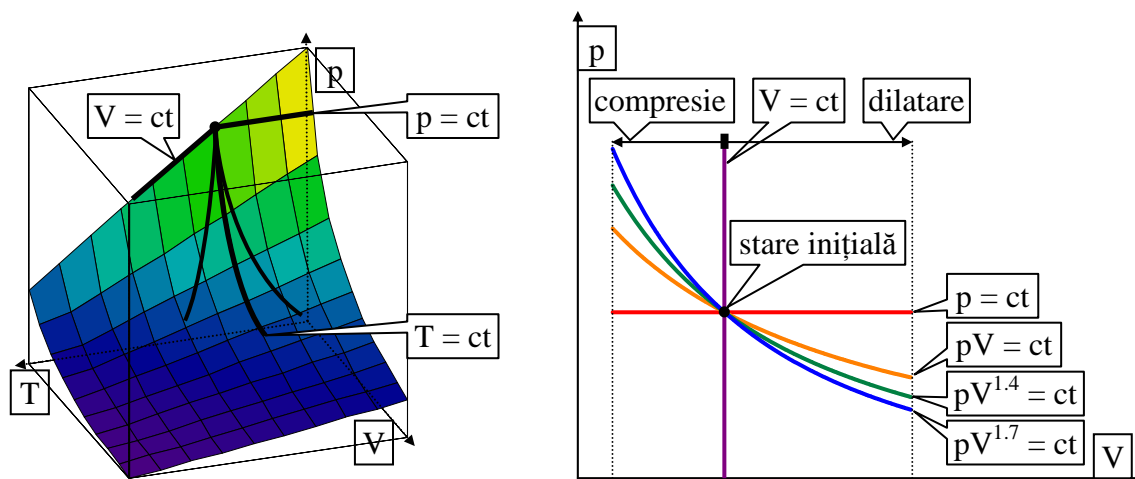 p
V = ct
p = ct
T = ct
T
V
p
compresie
V = ct
dilatare
stare inițială
p = ct
pV = ct
pV^1.4 = ct
pV^1.7 = ct
V